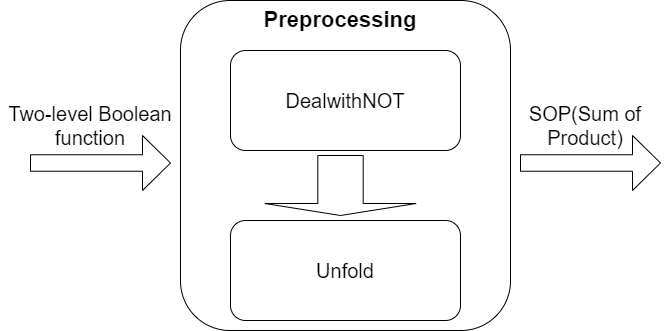 Preprocessing
DealwithNOT
Two-level Boolean
function
SOP(Sum of
Product)
Unfold